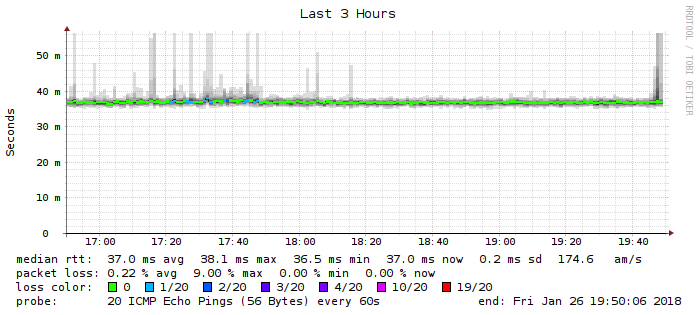 Last 3 Hours
RRDTOOL / TOBI OETIKER
Seconds
50 m
40 m
30 m
20 m
10 m
0
17:00 17:20 17:40 18:00 18:20 18:40 19:00 19:20 19:40
median rtt: 37.0 ms avg 38.1 ms max 36.5 ms min 37.0 ms now 0.2 ms sd 174.6 am/s
packet loss: 0.22 % avg 9.00 % max 0.00 % min 0.00 % now
loss color: 0 1/20 2/20 3/20 4/20 10/20 19/20
probe: 20 ICMP Echo Pings (56 Bytes) every 60s end: Fri Jan 26 19:50:06 2018